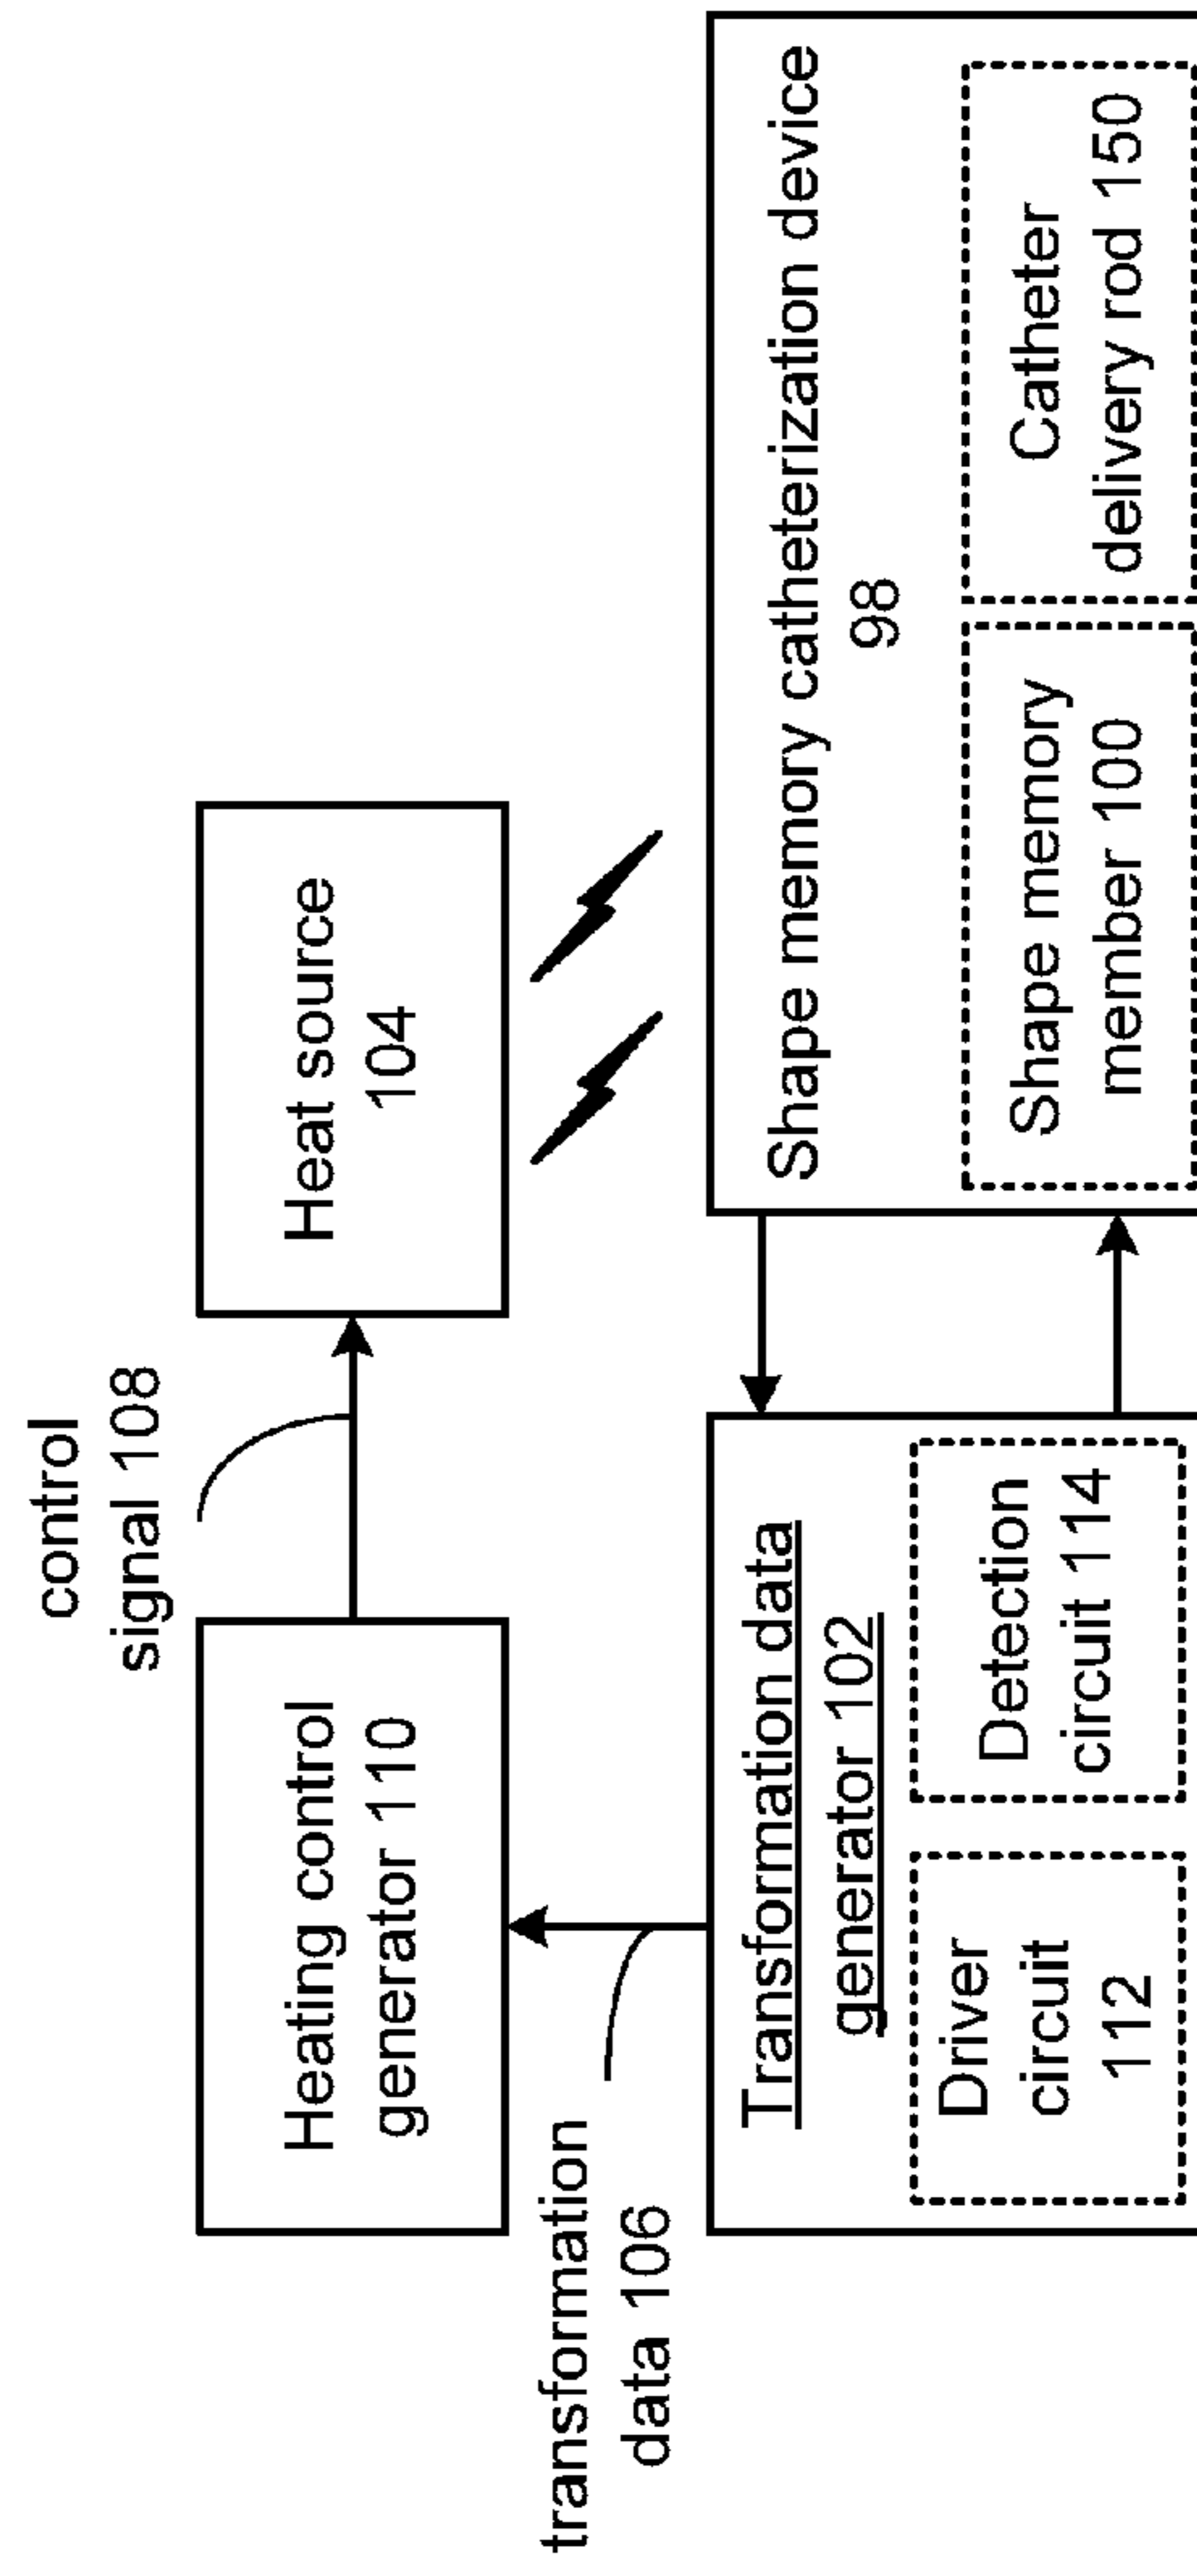 control
signal 108
Heating control
generator 110
Heat source
104
transformation
data 106
Transformation data
generator 102
Driver
circuit
112
Detection
circuit 114
Shape memory catheterization device
98
Shape memory
member 100
Catheter
delivery rod 150